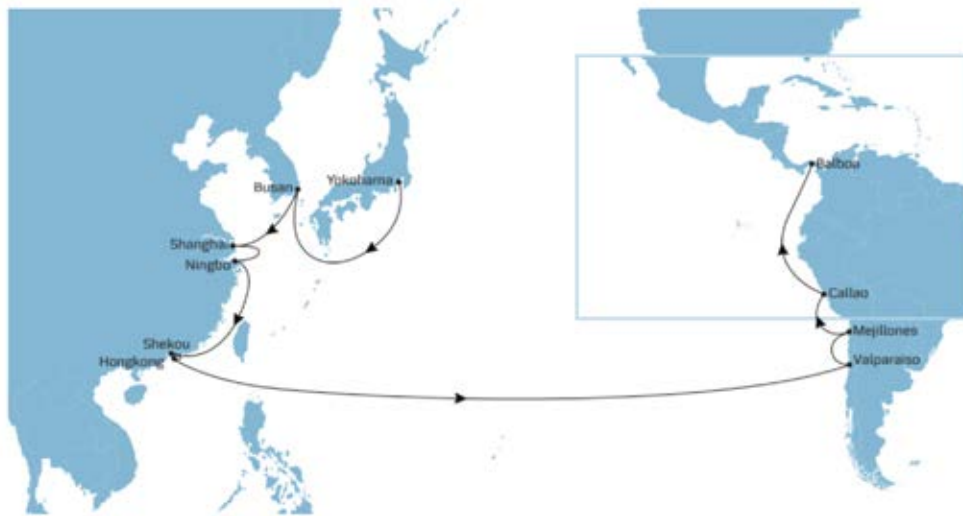 Yokohama
Busan
Shangha
Ningbo
Shekou
Hongkong
Balboa
Callao
Mejillones
Valparaiso